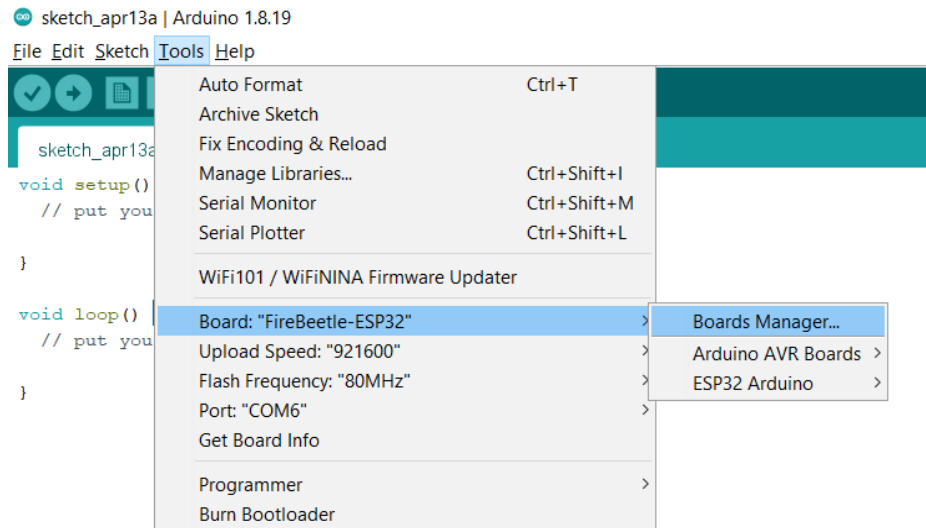 sketch_apr13a | Arduino 1.8.19
File Edit Sketch Tools Help
Auto Format Ctrl+T
Archive Sketch
Fix Encoding & Reload
sketch_apr13a
Manage Libraries... Ctrl+Shift+I
void setup()
Serial Monitor Ctrl+Shift+M
// put you
Serial Plotter Ctrl+Shift+L
}
WiFi101 / WiFiNINA Firmware Updater
void loop()
Board: "FireBeetle-ESP32" Boards Manager...
// put you
Upload Speed: "921600" Arduino AVR Boards
Flash Frequency: "80MHz" ESP32 Arduino
}
Port: "COM6"
Get Board Info
Programmer
Burn Bootloader